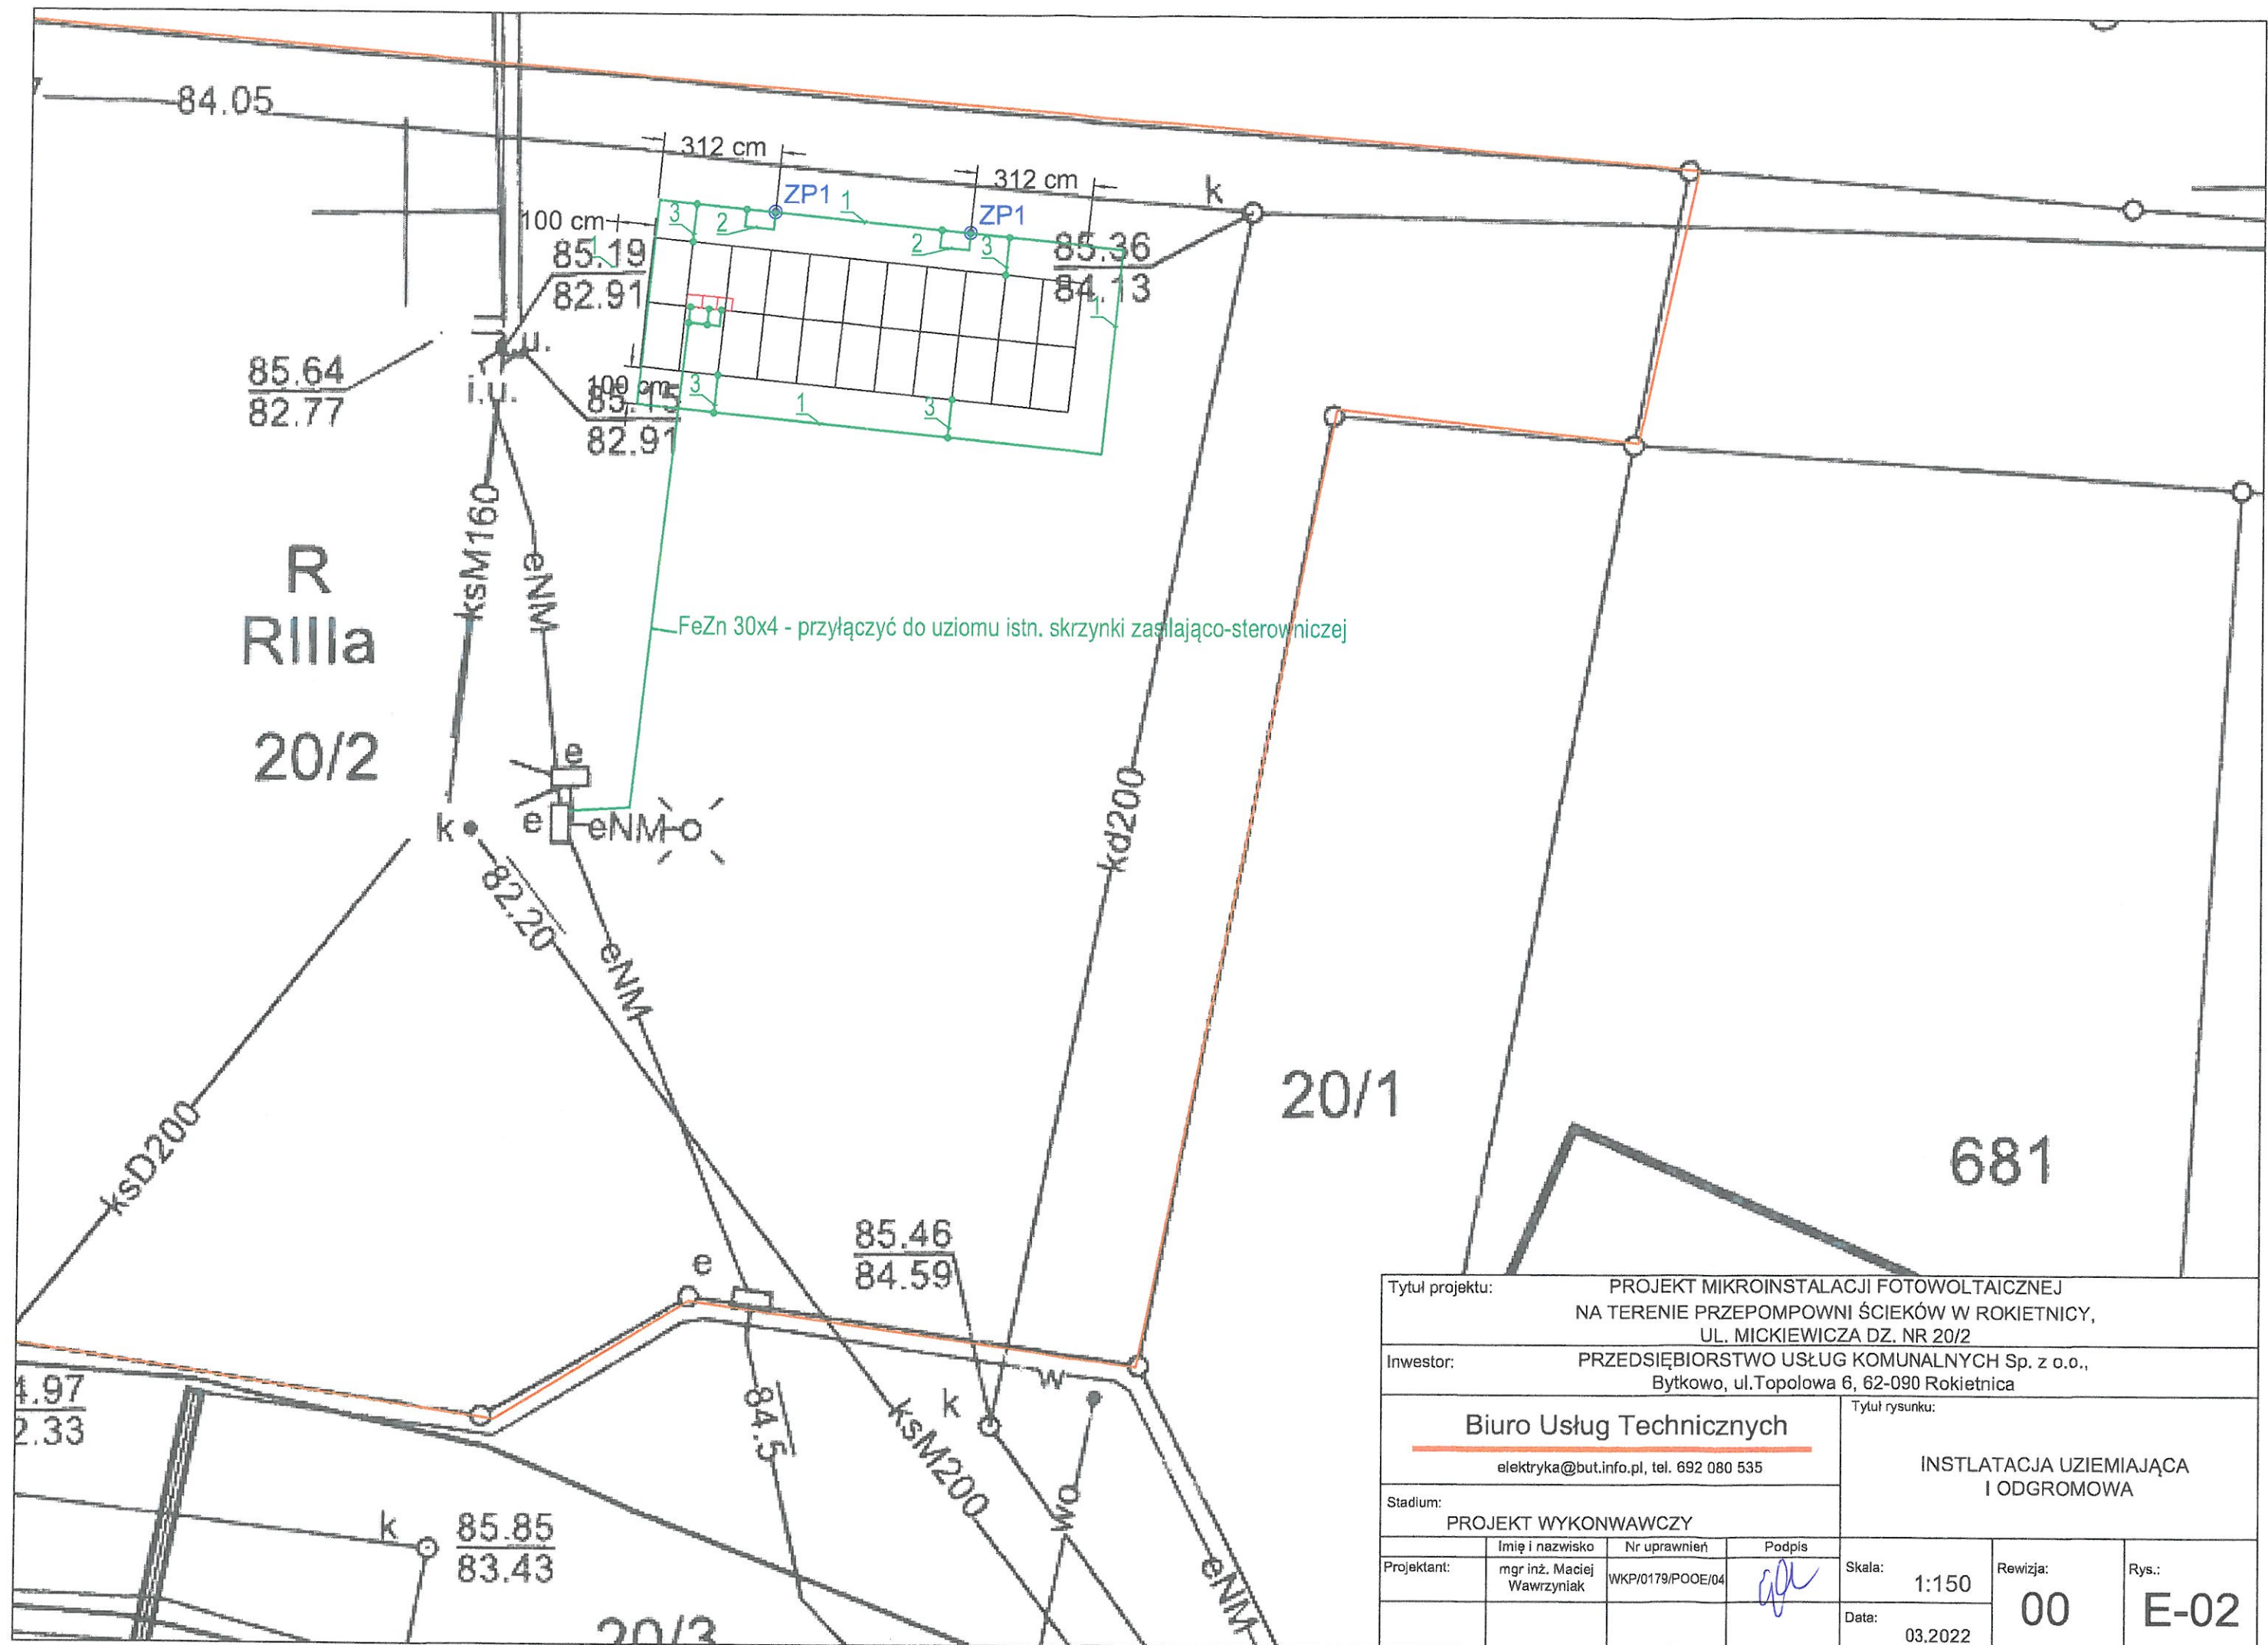 84.05
312 cm
312 cm
ZP1
ZP1
k
100 cm
3
2
1
2
3
1
85.19
82.91
85.36
84.13
1
85.64
82.77
u.
i.u.
100 cm
85.15
82.91
3
1
3
ksM160
eNM
R
RIIIa
20/2
FeZn 30x4 - przyłączyć do uziomu istn. skrzynki zasilająco-sterowniczej
e
e
eNM
k
82.20
kd200
eNM
ksD200
20/1
681
85.46
84.59
e
4.97
2.33
84.5
k
w
ksM200
wo
k
85.85
83.43
eNM
20/3
Tytuł projektu:
PROJEKT MIKROINSTALACJI FOTOWOLTAICZNEJ
NA TERENIE PRZEPOMPOWNI ŚCIEKÓW W ROKIETNICY,
UL. MICKIEWICZA DZ. NR 20/2
Inwestor:
PRZEDSIĘBIORSTWO USŁUG KOMUNALNYCH Sp. z o.o.,
Bytkowo, ul.Topolowa 6, 62-090 Rokietnica
Biuro Usług Technicznych
elektryka@but.info.pl, tel. 692 080 535
Tytuł rysunku:
INSTLATACJA UZIEMIAJĄCA
I ODGROMOWA
Stadium:
PROJEKT WYKONWAWCZY
Imię i nazwisko
Nr uprawnień
Podpis
Projektant:
mgr inż. Maciej
Wawrzyniak
WKP/0179/POOE/04
Skala:
1:150
Data:
03.2022
Rewizja:
00
Rys.:
E-02